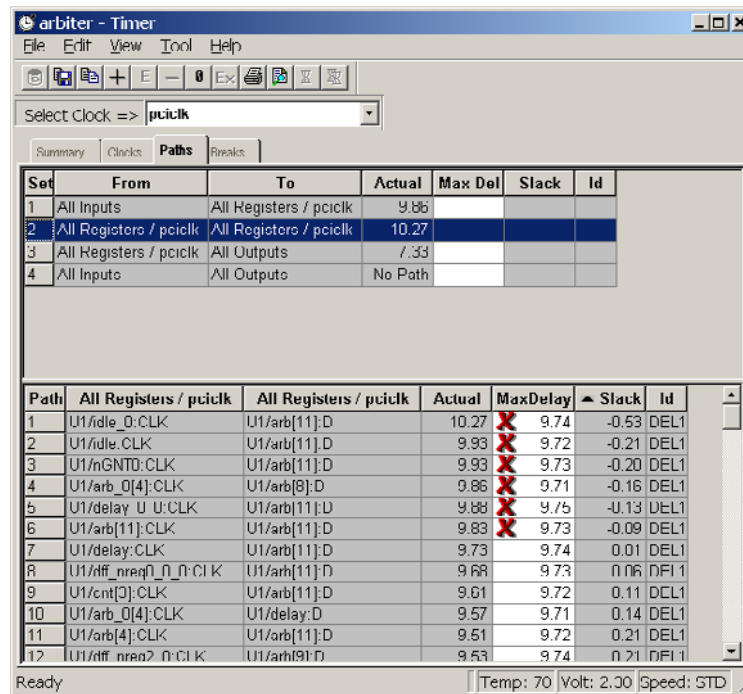 arbiter - Timer
File Edit View Tool Help
E Ex
Select Clock => pciclk
Summary Clocks Paths Breaks
Set From To Actual Max Del Slack Id
1 All Inputs All Registers / pciclk 9.86
2 All Registers / pciclk All Registers / pciclk 10.27
3 All Registers / pciclk All Outputs 7.33
4 All Inputs All Outputs No Path
Path All Registers / pciclk All Registers / pciclk Actual MaxDelay Slack Id
1 U1/idle_0:CLK U1/arb[11]:D 10.27 9.74 -0.53 DEL1
2 U1/idle:CLK U1/arb[11]:D 9.93 9.72 -0.21 DEL1
3 U1/nGNT0:CLK U1/arb[11]:D 9.93 9.73 -0.20 DEL1
4 U1/arb_0[4]:CLK U1/arb[8]:D 9.86 9.71 -0.16 DEL1
5 U1/delay_0_0:CLK U1/arb[11]:D 9.88 9.75 -0.13 DEL1
6 U1/arb[11]:CLK U1/arb[11]:D 9.83 9.73 -0.09 DEL1
7 U1/delay:CLK U1/arb[11]:D 9.73 9.74 0.01 DEL1
8 U1/dff_nreq0_0_0:CLK U1/arb[11]:D 9.68 9.73 0.06 DEL1
9 U1/cnt[0]:CLK U1/arb[11]:D 9.61 9.72 0.11 DEL1
10 U1/arb_0[4]:CLK U1/delay:D 9.57 9.71 0.14 DEL1
11 U1/arb[4]:CLK U1/arb[11]:D 9.51 9.72 0.21 DEL1
12 U1/dff_nreq2_0:CLK U1/arb[9]:D 9.53 9.74 0.21 DEL1
Ready Temp: 70 Volt: 2.30 Speed: STD